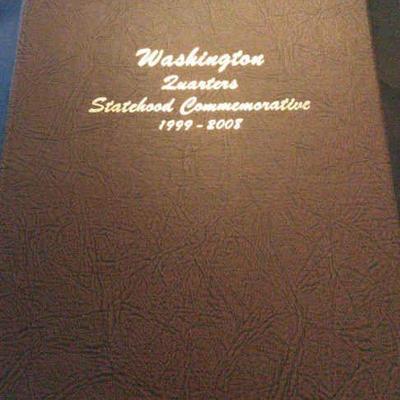 Washington
Quarters
Statehood Commemorative
1999-2008